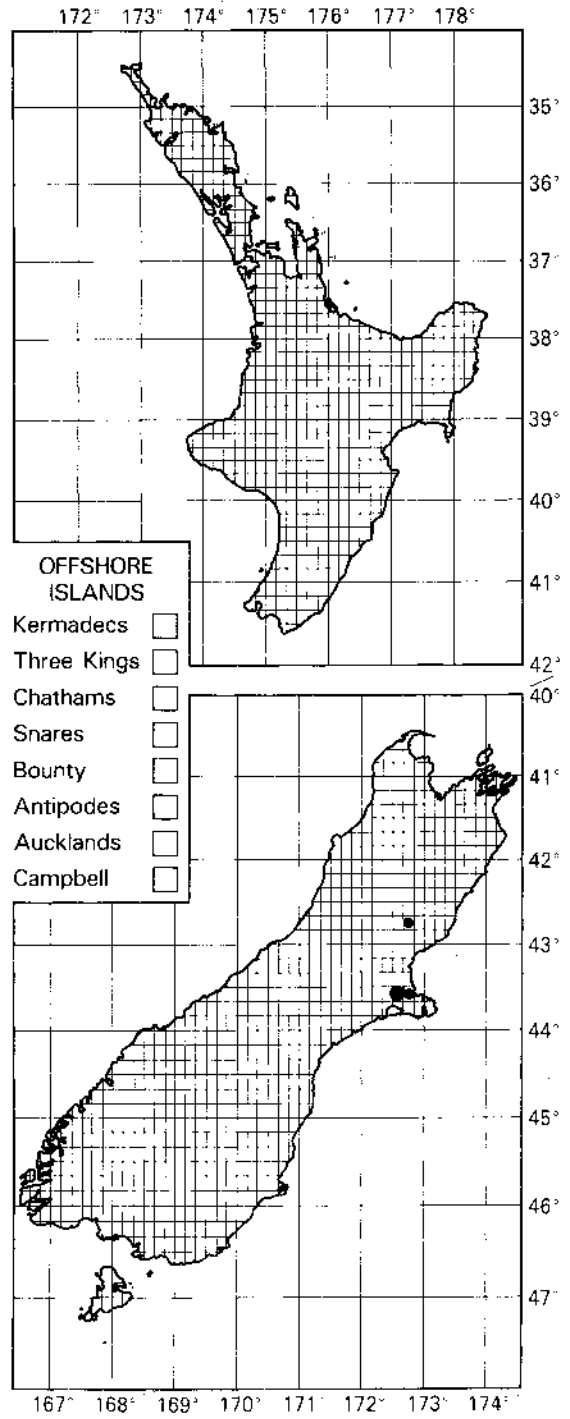 172° 173° 174° 175° 176° 177° 178°
35°
36°
37°
38°
39°
40°
41°
42°
OFFSHORE
ISLANDS
Kermadecs
Three Kings
Chathams
Snares
Bounty
Antipodes
Aucklands
Campbell
40°
41°
42°
43°
44°
45°
46°
47°
167° 168° 169° 170° 171° 172° 173° 174°